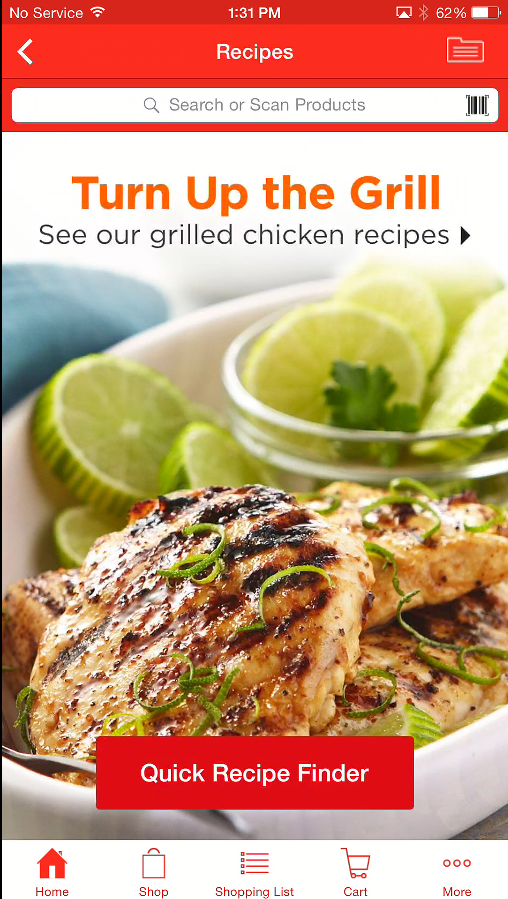 No Service 1:31 PM 62%
Recipes
Search or Scan Products
Turn Up the Grill
See our grilled chicken recipes
Quick Recipe Finder
Home Shop Shopping List Cart More